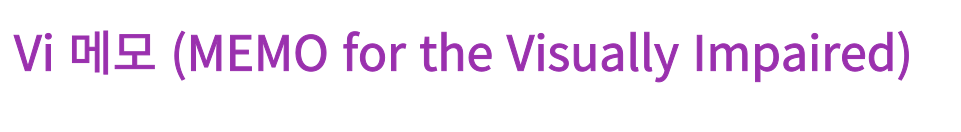 Vi 메모 (MEMO for the Visually Impaired)